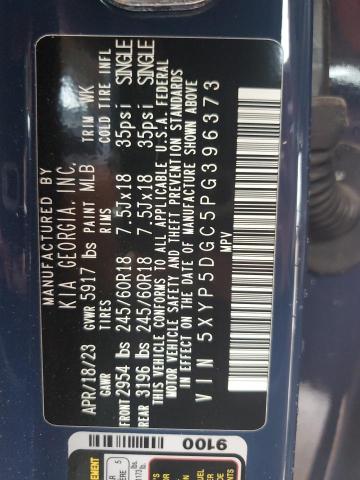 MANUFACTURED BY
KIA GEORGIA, INC.
APR/18/23 GVWR 5917 lbs PAINT MLB TRIM WK
GAWR TIRES RIMS COLD TIRE INFL
FRONT 2954 lbs 245/60R18 7.5Jx18 35psi SINGLE
REAR 3196 lbs 245/60R18 7.5Jx18 35psi SINGLE
THIS VEHICLE CONFORMS TO ALL APPLICABLE U.S.A. FEDERAL
MOTOR VEHICLE SAFETY AND THEFT PREVENTION STANDARDS
IN EFFECT ON THE DATE OF MANUFACTURE SHOWN ABOVE
VIN 5XYP5DGC5PG396373
MPV
9100
EMENT
5